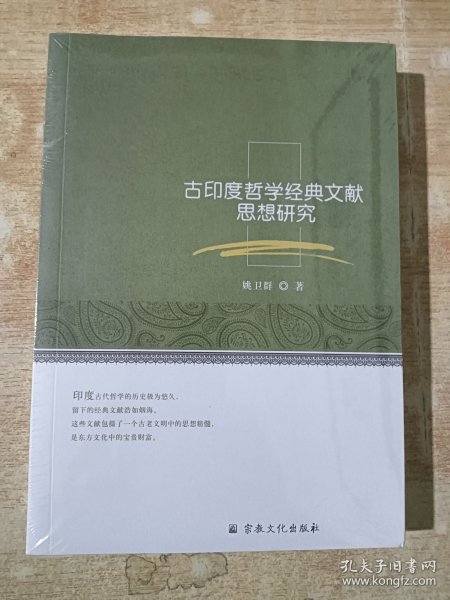 古印度哲学经典文献
思想研究
姚卫群 ◎ 著
印度古代哲学的历史极为悠久,
留下的经典文献浩如烟海。
这些文献包摄了一个古老文明中的思想精髓,
是东方文化中的宝贵财富。
宗教文化出版社
孔夫子旧书网
www.kongfz.com